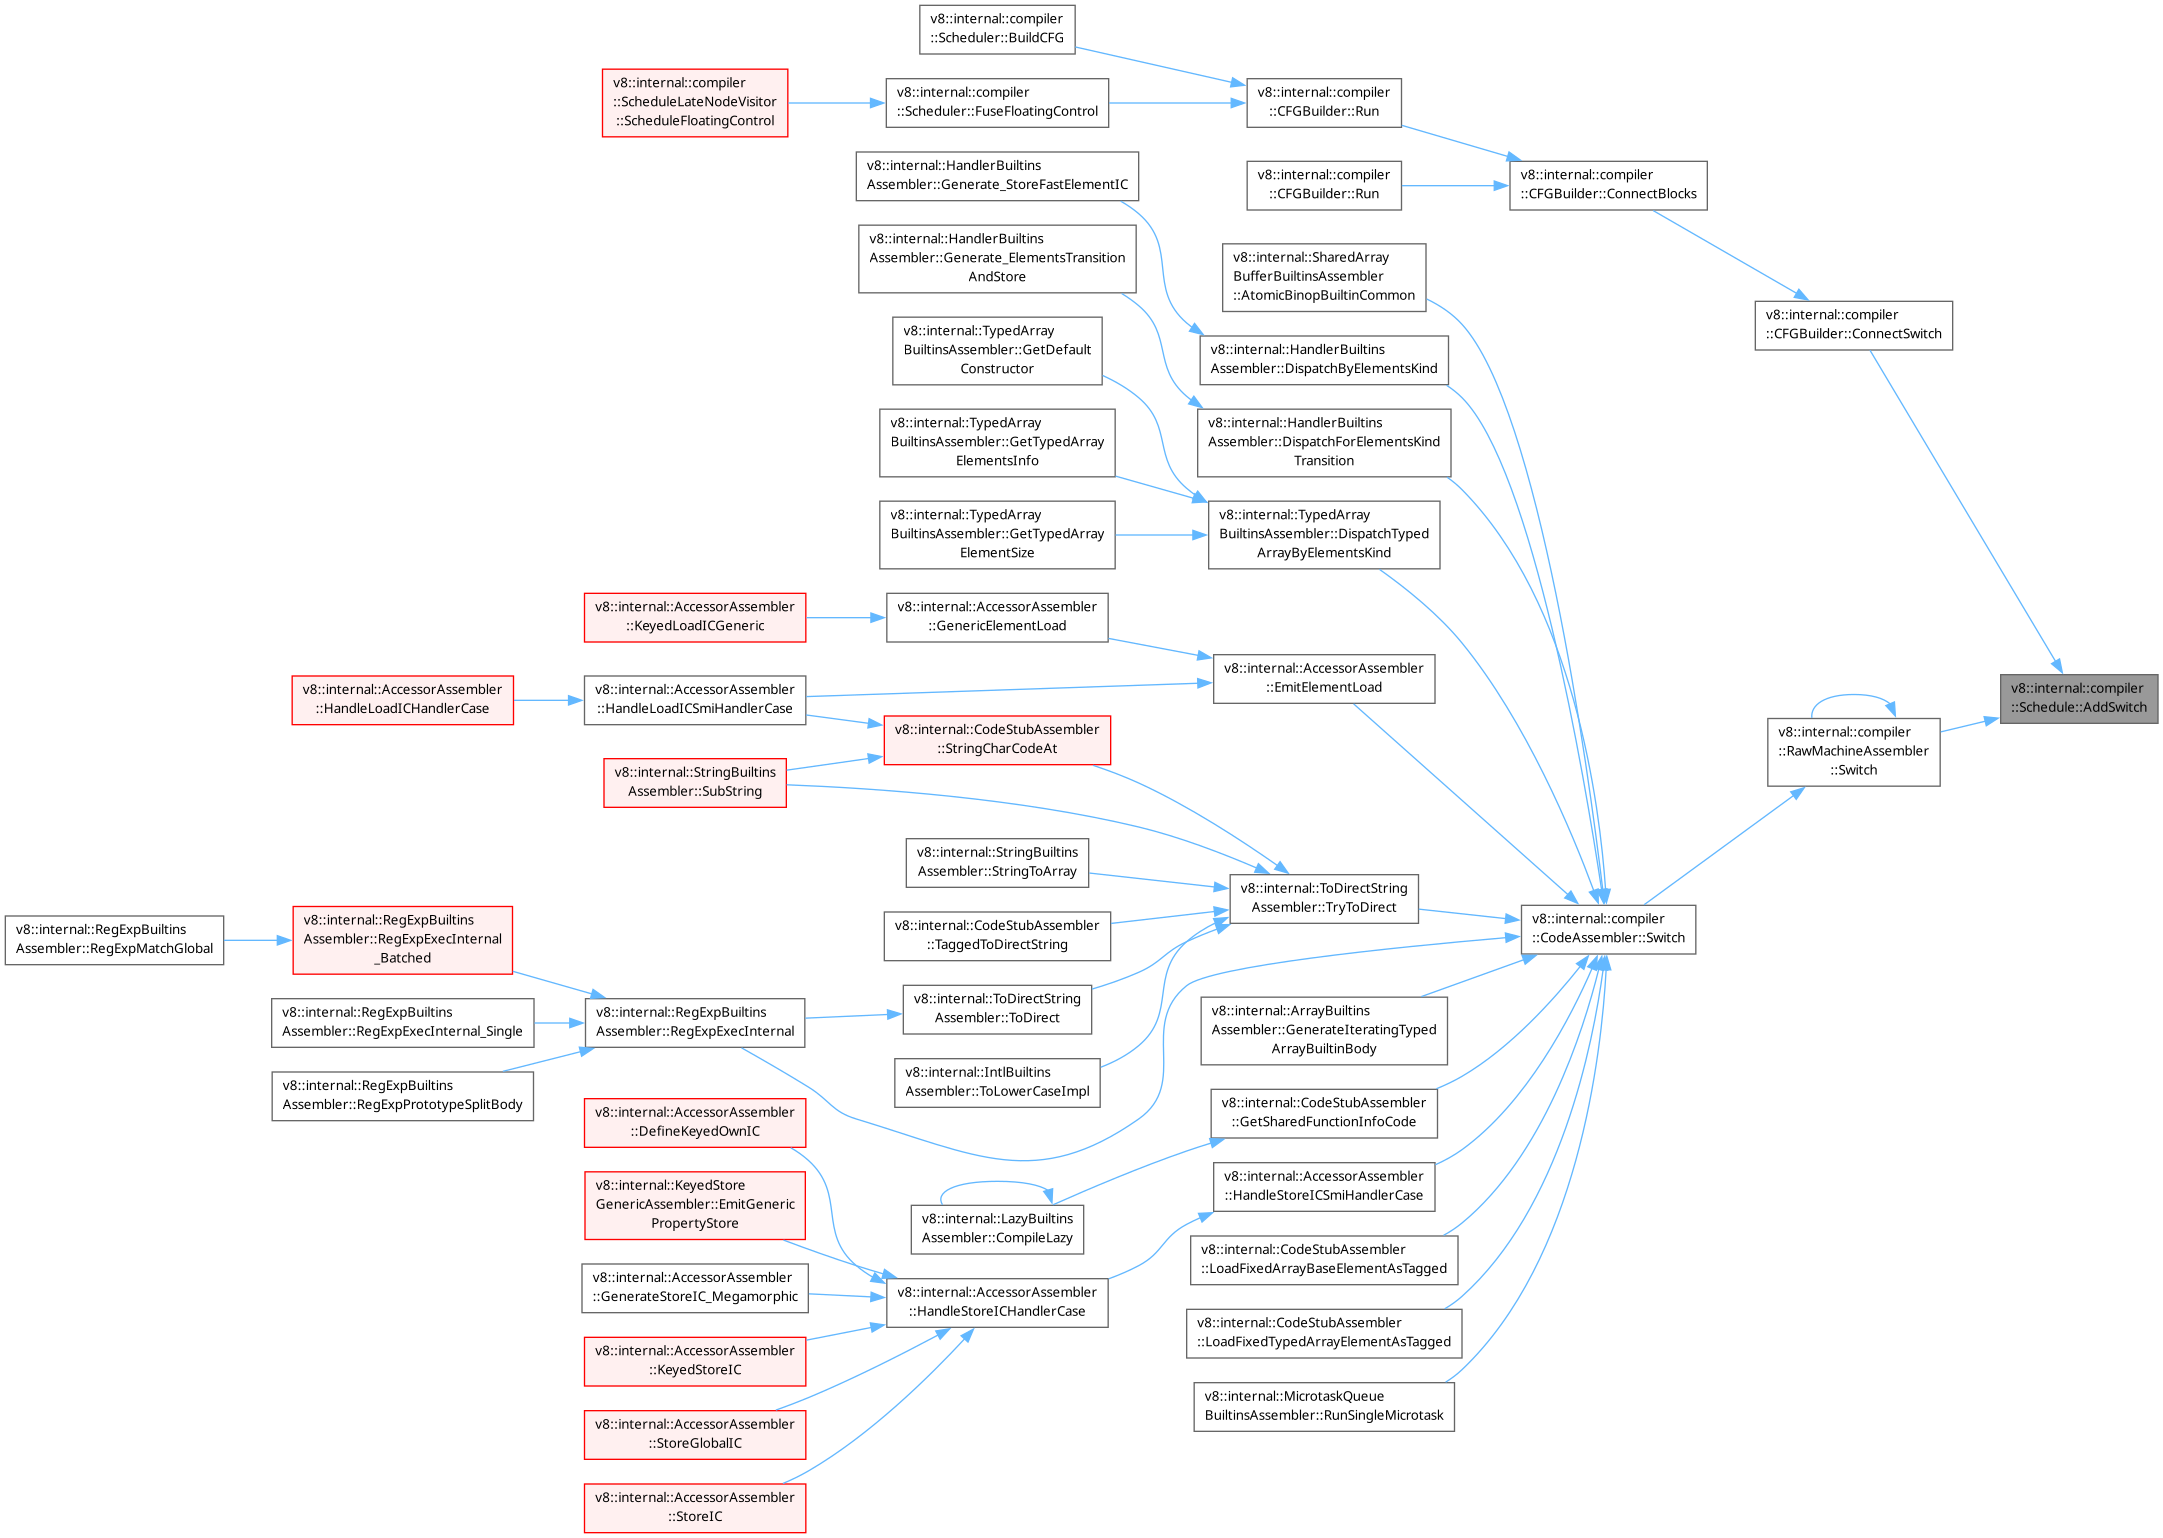 v8::internal::compiler
::Scheduler::BuildCFG
v8::internal::compiler
::ScheduleLateNodeVisitor
::ScheduleFloatingControl
v8::internal::compiler
::Scheduler::FuseFloatingControl
v8::internal::compiler
::CFGBuilder::Run
v8::internal::HandlerBuiltins
Assembler::Generate_StoreFastElementIC
v8::internal::compiler
::CFGBuilder::Run
v8::internal::compiler
::CFGBuilder::ConnectBlocks
v8::internal::HandlerBuiltins
Assembler::Generate_ElementsTransition
AndStore
v8::internal::SharedArray
BufferBuiltinsAssembler
::AtomicBinopBuiltinCommon
v8::internal::compiler
::CFGBuilder::ConnectSwitch
v8::internal::TypedArray
BuiltinsAssembler::GetDefault
Constructor
v8::internal::HandlerBuiltins
Assembler::DispatchByElementsKind
v8::internal::TypedArray
BuiltinsAssembler::GetTypedArray
ElementsInfo
v8::internal::HandlerBuiltins
Assembler::DispatchForElementsKind
Transition
v8::internal::TypedArray
BuiltinsAssembler::GetTypedArray
ElementSize
v8::internal::TypedArray
BuiltinsAssembler::DispatchTyped
ArrayByElementsKind
v8::internal::AccessorAssembler
::KeyedLoadICGeneric
v8::internal::AccessorAssembler
::GenericElementLoad
v8::internal::AccessorAssembler
::EmitElementLoad
v8::internal::compiler
::Schedule::AddSwitch
v8::internal::AccessorAssembler
::HandleLoadICHandlerCase
v8::internal::AccessorAssembler
::HandleLoadICSmiHandlerCase
v8::internal::CodeStubAssembler
::StringCharCodeAt
v8::internal::compiler
::RawMachineAssembler
::Switch
v8::internal::StringBuiltins
Assembler::SubString
v8::internal::StringBuiltins
Assembler::StringToArray
v8::internal::ToDirectString
Assembler::TryToDirect
v8::internal::compiler
::CodeAssembler::Switch
v8::internal::RegExpBuiltins
Assembler::RegExpMatchGlobal
v8::internal::RegExpBuiltins
Assembler::RegExpExecInternal
_Batched
v8::internal::CodeStubAssembler
::TaggedToDirectString
v8::internal::RegExpBuiltins
Assembler::RegExpExecInternal_Single
v8::internal::RegExpBuiltins
Assembler::RegExpExecInternal
v8::internal::ToDirectString
Assembler::ToDirect
v8::internal::ArrayBuiltins
Assembler::GenerateIteratingTyped
ArrayBuiltinBody
v8::internal::RegExpBuiltins
Assembler::RegExpPrototypeSplitBody
v8::internal::IntlBuiltins
Assembler::ToLowerCaseImpl
v8::internal::CodeStubAssembler
::GetSharedFunctionInfoCode
v8::internal::AccessorAssembler
::DefineKeyedOwnIC
v8::internal::AccessorAssembler
::HandleStoreICSmiHandlerCase
v8::internal::KeyedStore
GenericAssembler::EmitGeneric
PropertyStore
v8::internal::LazyBuiltins
Assembler::CompileLazy
v8::internal::CodeStubAssembler
::LoadFixedArrayBaseElementAsTagged
v8::internal::AccessorAssembler
::GenerateStoreIC_Megamorphic
v8::internal::AccessorAssembler
::HandleStoreICHandlerCase
v8::internal::CodeStubAssembler
::LoadFixedTypedArrayElementAsTagged
v8::internal::AccessorAssembler
::KeyedStoreIC
v8::internal::MicrotaskQueue
BuiltinsAssembler::RunSingleMicrotask
v8::internal::AccessorAssembler
::StoreGlobalIC
v8::internal::AccessorAssembler
::StoreIC